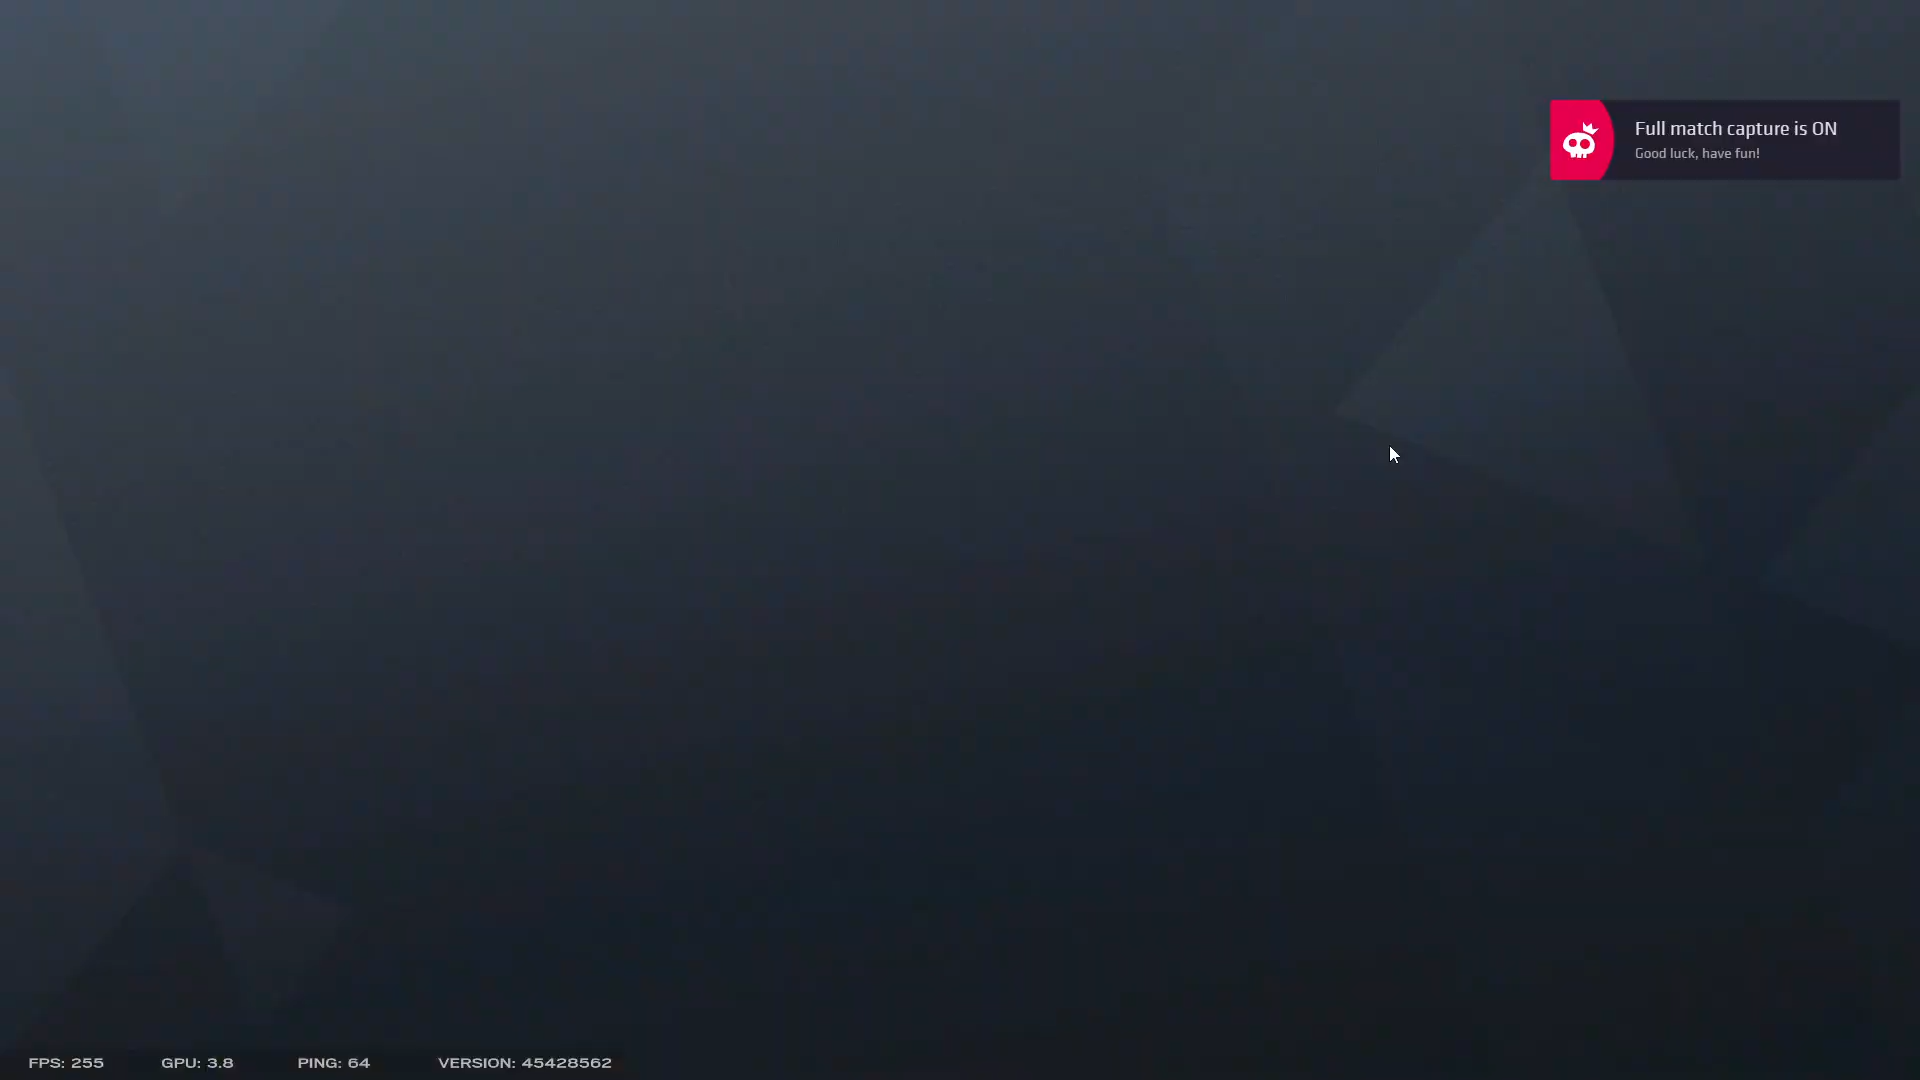 Full match capture is ON
Good luck, have fun!
FPS: 255 GPU: 3.8 PING: 64 VERSION: 45428562